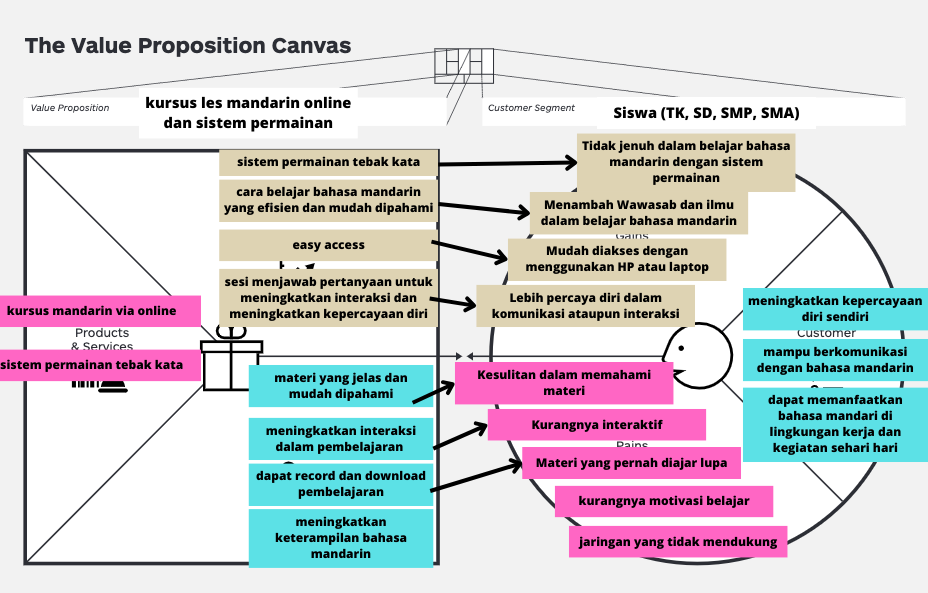 The Value Proposition Canvas
Value Proposition
kursus les mandarin online
dan sistem permainan
Customer Segment
Siswa (TK, SD, SMP, SMA)
sistem permainan tebak kata
cara belajar bahasa mandarin
yang efisien dan mudah dipahami
easy access
sesi menjawab pertanyaan untuk
meningkatkan interaksi dan
meningkatkan kepercayaan diri
kursus mandarin via online
Products
& Services
sistem permainan tebak kata
materi yang jelas dan
mudah dipahami
meningkatkan interaksi
dalam pembelajaran
dapat record dan download
pembelajaran
meningkatkan
keterampilan bahasa
mandarin
Tidak jenuh dalam belajar bahasa
mandarin dengan sistem
permainan
Menambah Wawasab dan ilmu
dalam belajar bahasa mandarin
Gains
Mudah diakses dengan
menggunakan HP atau laptop
Lebih percaya diri dalam
komunikasi ataupun interaksi
Kesulitan dalam memahami
materi
Kurangnya interaktif
Pains
Materi yang pernah diajar lupa
kurangnya motivasi belajar
jaringan yang tidak mendukung
meningkatkan kepercayaan
diri sendiri
Customer
mampu berkomunikasi
dengan bahasa mandarin
dapat memanfaatkan
bahasa mandari di
lingkungan kerja dan
kegiatan sehari hari